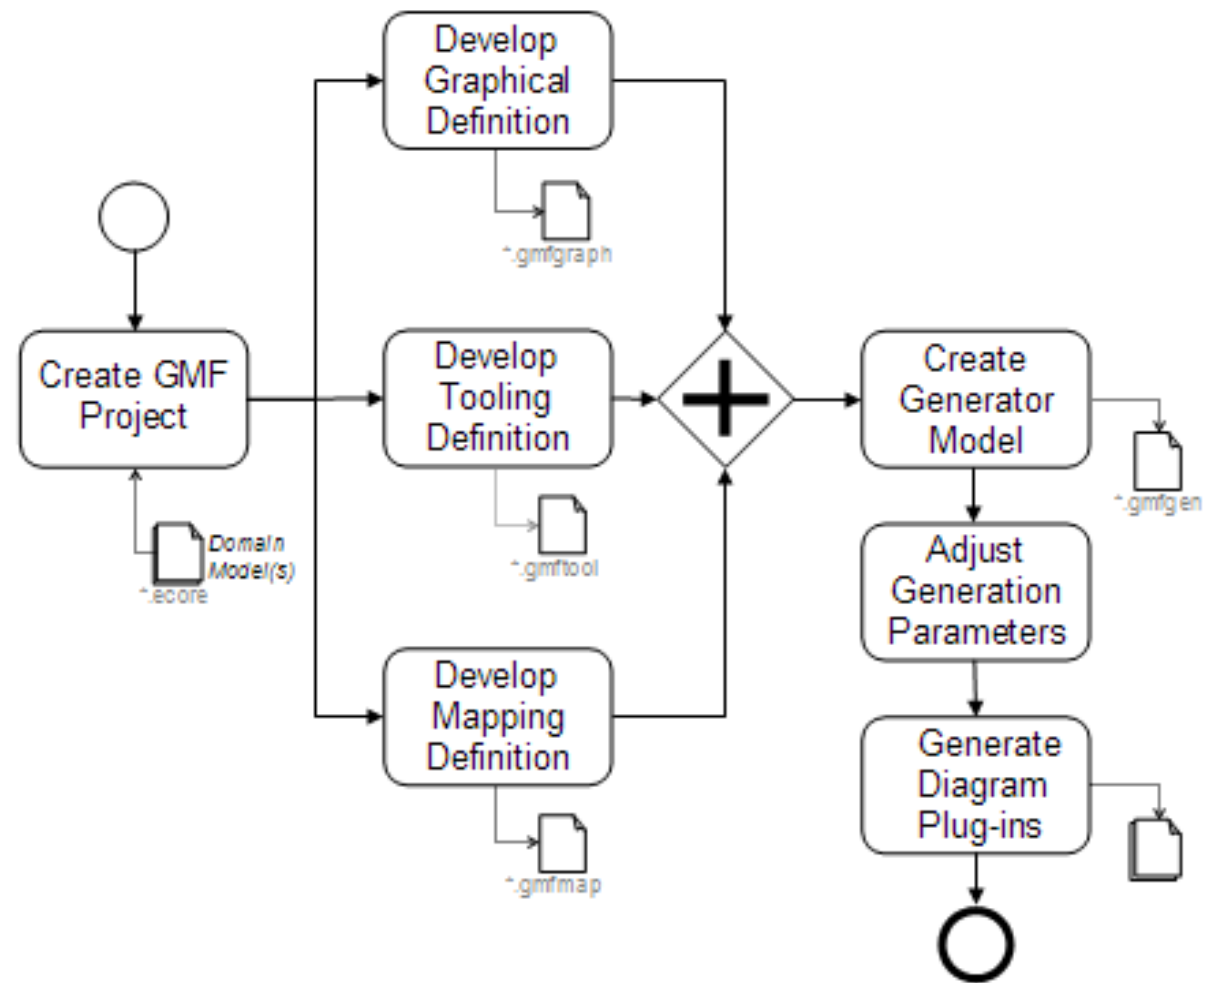 Develop
Graphical
Definition
*.gmfgraph
Create GMF
Project
Domain
Model(s)
*.ecore
Develop
Tooling
Definition
*.gmftool
Develop
Mapping
Definition
*.gmfmap
Create
Generator
Model
*.gmfgen
Adjust
Generation
Parameters
Generate
Diagram
Plug-ins